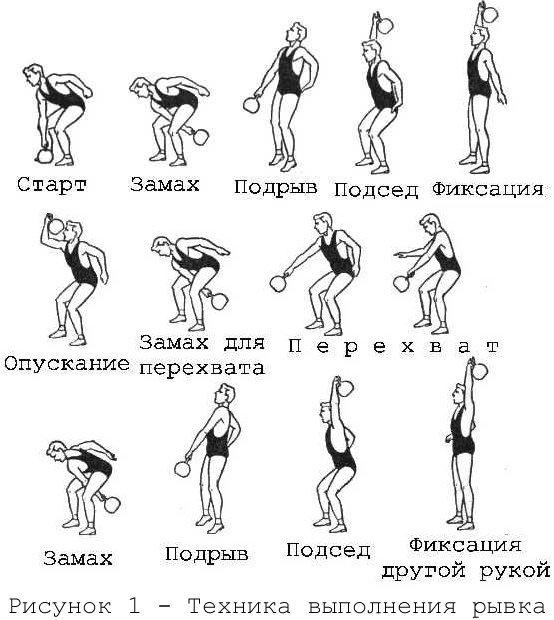 Старт Замах Подрыв Подсед Фиксация
Опускание Замах для перехвата П е р е х в а т
Замах Подрыв Подсед Фиксация другой рукой
Рисунок 1 - Техника выполнения рывка